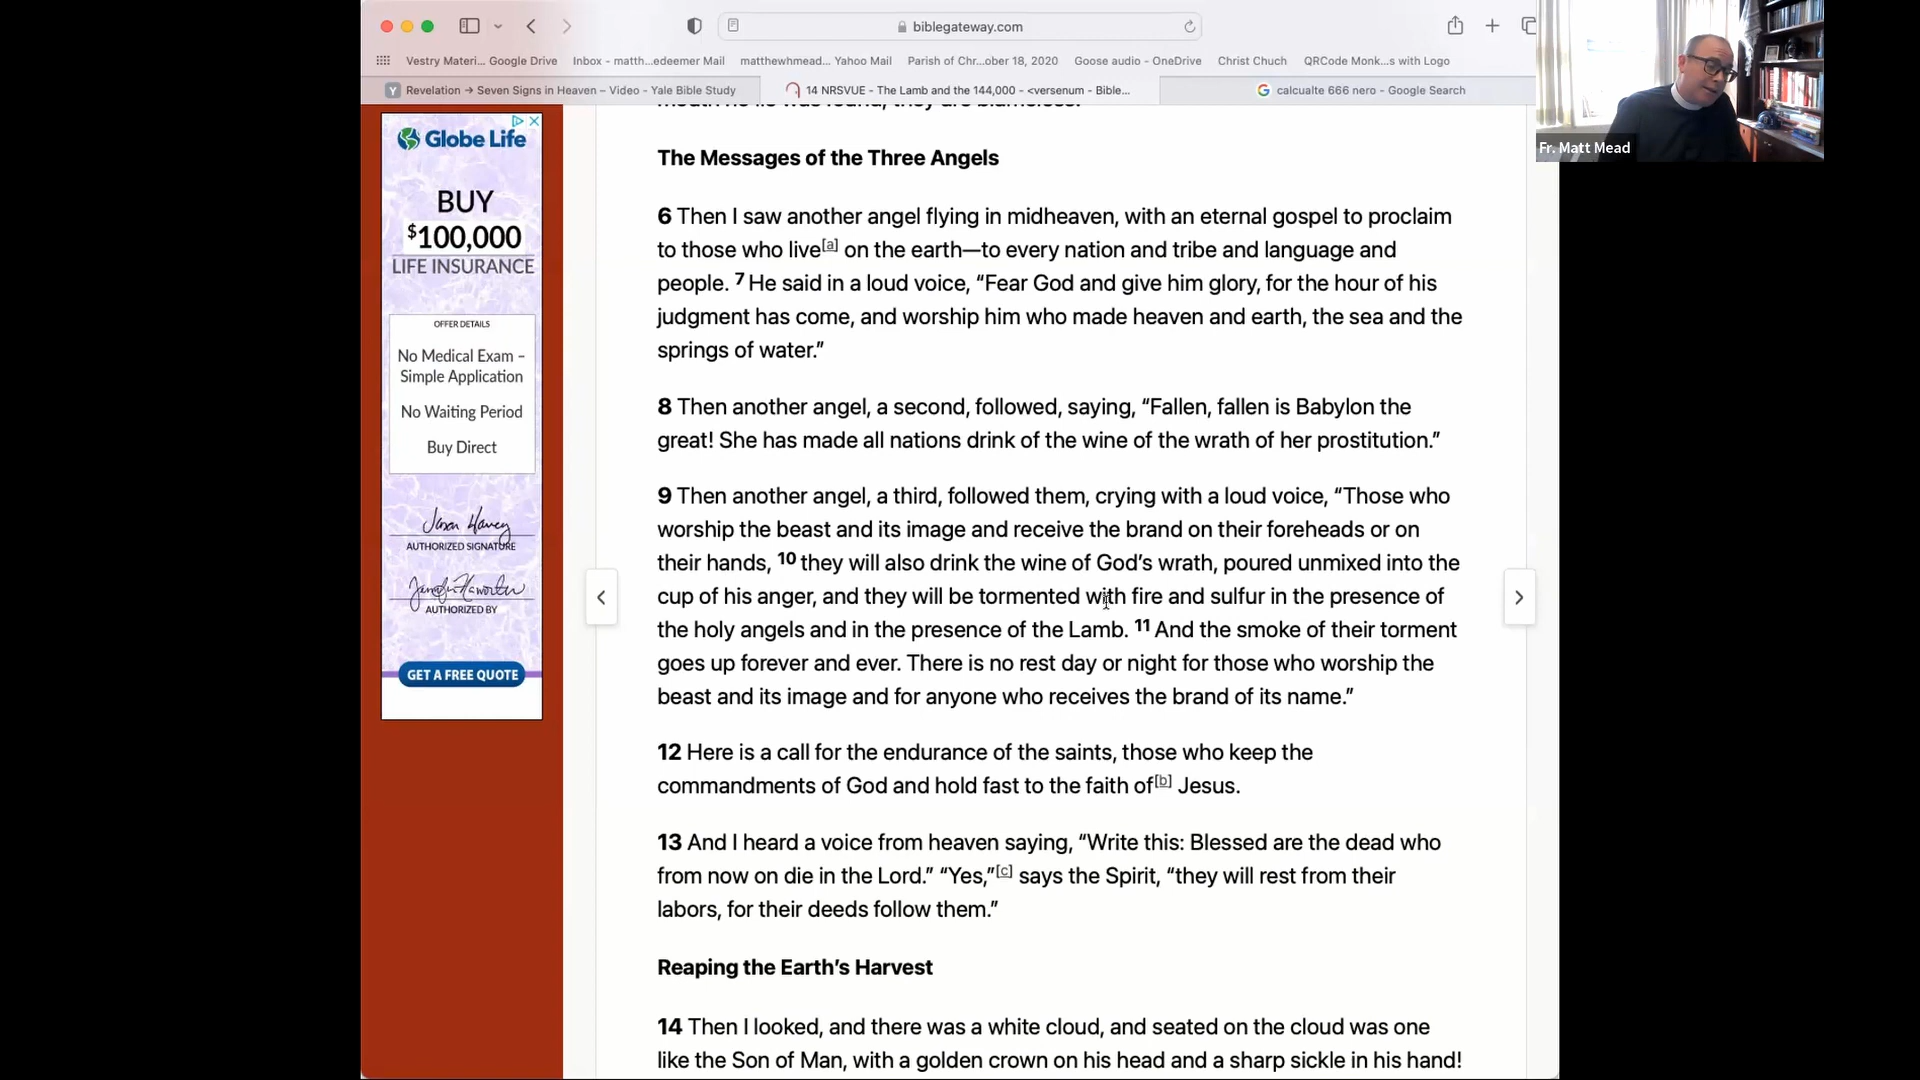 biblegateway.com
Vestry Materi... Google Drive
Inbox - matth...edeemer Mail
matthewhmead... Yahoo Mail
Parish of Chr...ober 18, 2020
Goose audio - OneDrive
Christ Chuch
QRCode Monk...s with Logo
Y Revelation → Seven Signs in Heaven – Video - Yale Bible Study
14 NRSVUE - The Lamb and the 144,000 - <versenum - Bible...
G calcualte 666 nero - Google Search
Fr. Matt Mead
Globe Life
BUY
$100,000
LIFE INSURANCE
OFFER DETAILS
No Medical Exam –
Simple Application
No Waiting Period
Buy Direct
AUTHORIZED SIGNATURE
AUTHORIZED BY
GET A FREE QUOTE
The Messages of the Three Angels
6 Then I saw another angel flying in midheaven, with an eternal gospel to proclaim
to those who live[a] on the earth—to every nation and tribe and language and
people. 7 He said in a loud voice, “Fear God and give him glory, for the hour of his
judgment has come, and worship him who made heaven and earth, the sea and the
springs of water.”
8 Then another angel, a second, followed, saying, “Fallen, fallen is Babylon the
great! She has made all nations drink of the wine of the wrath of her prostitution.”
9 Then another angel, a third, followed them, crying with a loud voice, “Those who
worship the beast and its image and receive the brand on their foreheads or on
their hands, 10 they will also drink the wine of God’s wrath, poured unmixed into the
cup of his anger, and they will be tormented with fire and sulfur in the presence of
the holy angels and in the presence of the Lamb. 11 And the smoke of their torment
goes up forever and ever. There is no rest day or night for those who worship the
beast and its image and for anyone who receives the brand of its name.”
12 Here is a call for the endurance of the saints, those who keep the
commandments of God and hold fast to the faith of[b] Jesus.
13 And I heard a voice from heaven saying, “Write this: Blessed are the dead who
from now on die in the Lord.” “Yes,”[c] says the Spirit, “they will rest from their
labors, for their deeds follow them.”
Reaping the Earth’s Harvest
14 Then I looked, and there was a white cloud, and seated on the cloud was one
like the Son of Man, with a golden crown on his head and a sharp sickle in his hand!